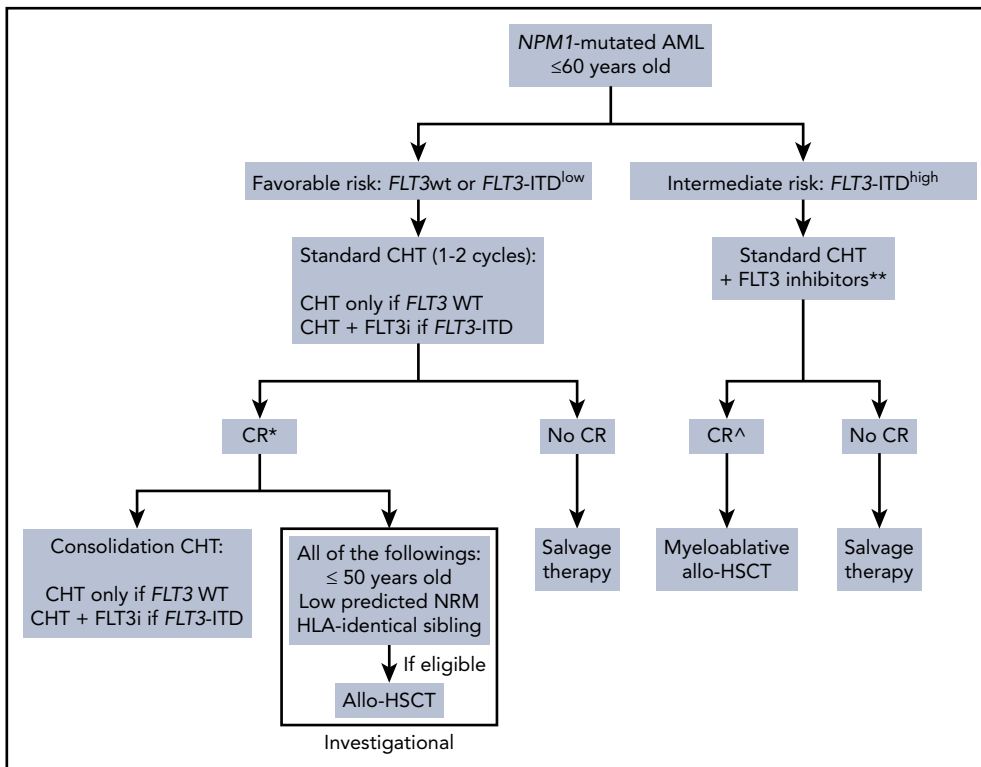 NPM1-mutated AML
≤60 years old
Favorable risk: FLT3wt or FLT3-ITDlow
Intermediate risk: FLT3-ITDhigh
Standard CHT (1-2 cycles):
CHT only if FLT3 WT
CHT + FLT3i if FLT3-ITD
Standard CHT
+ FLT3 inhibitors**
CR*
No CR
CR^
No CR
Consolidation CHT:
CHT only if FLT3 WT
CHT + FLT3i if FLT3-ITD
All of the followings:
≤ 50 years old
Low predicted NRM
HLA-identical sibling
If eligible
Allo-HSCT
Investigational
Salvage
therapy
Myeloablative
allo-HSCT
Salvage
therapy